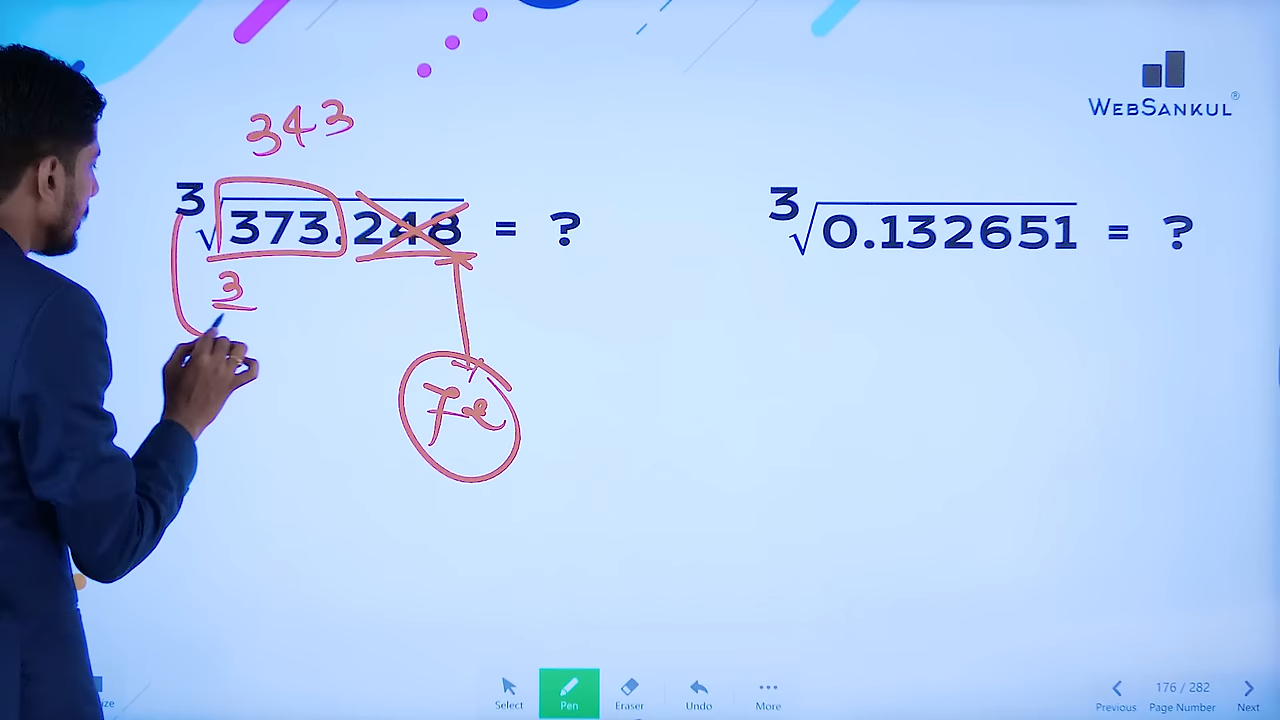 WEBSANKUL®
343
3√373.248 = ?
3√0.132651 = ?
3
7
Select
Pen
Eraser
Undo
More
Previous
176 / 282
Page Number
Next